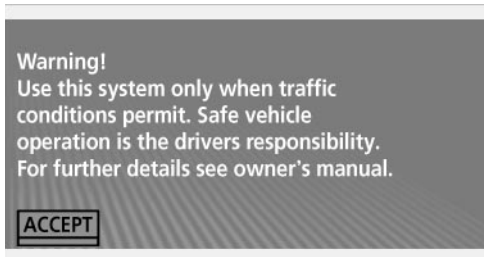 Warning!
Use this system only when traffic
conditions permit. Safe vehicle
operation is the drivers responsibility.
For further details see owner's manual.
ACCEPT